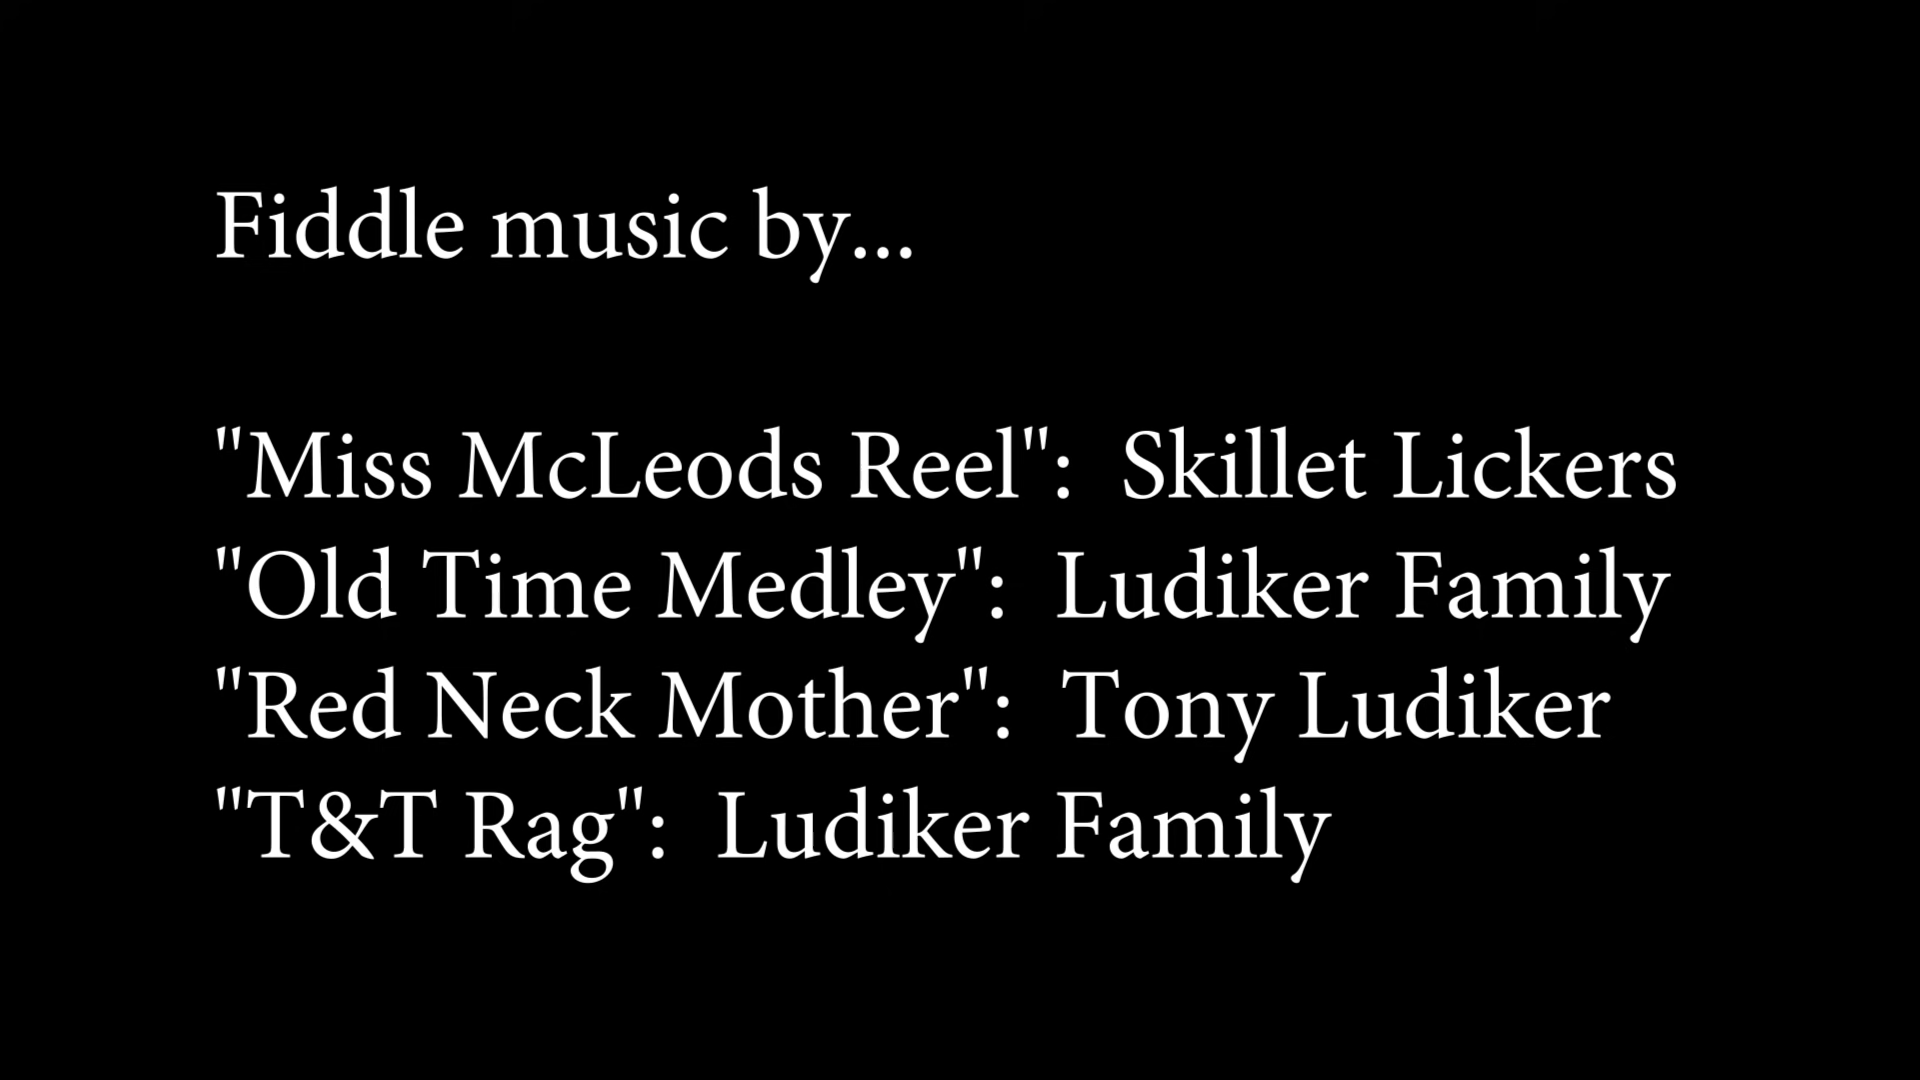 Fiddle music by...
"Miss McLeods Reel":  Skillet Lickers
"Old Time Medley":  Ludiker Family
"Red Neck Mother":  Tony Ludiker
"T&T Rag":  Ludiker Family